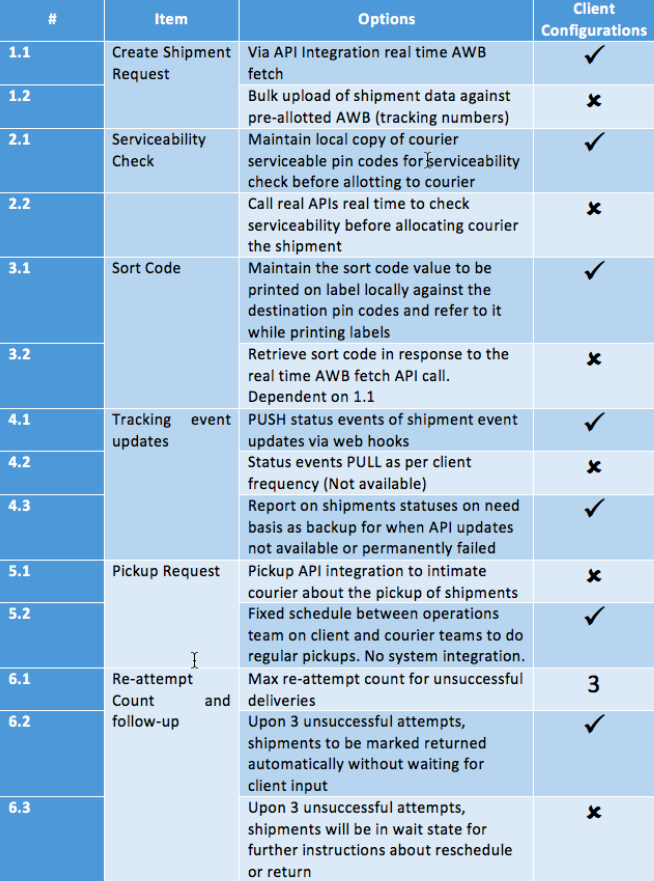 # Item Options Client Configurations
1.1 Create Shipment Request Via API Integration real time AWB fetch ✓
1.2 Bulk upload of shipment data against pre-allotted AWB (tracking numbers) ✗
2.1 Serviceability Check Maintain local copy of courier serviceable pin codes for serviceability check before allotting to courier ✓
2.2 Call real APIs real time to check serviceability before allocating courier the shipment ✗
3.1 Sort Code Maintain the sort code value to be printed on label locally against the destination pin codes and refer to it while printing labels ✓
3.2 Retrieve sort code in response to the real time AWB fetch API call. Dependent on 1.1 ✗
4.1 Tracking event updates PUSH status events of shipment event updates via web hooks ✓
4.2 Status events PULL as per client frequency (Not available) ✗
4.3 Report on shipments statuses on need basis as backup for when API updates not available or permanently failed ✓
5.1 Pickup Request Pickup API integration to intimate courier about the pickup of shipments ✗
5.2 Fixed schedule between operations team on client and courier teams to do regular pickups. No system integration. ✓
6.1 Re-attempt Count and follow-up Max re-attempt count for unsuccessful deliveries 3
6.2 Upon 3 unsuccessful attempts, shipments to be marked returned automatically without waiting for client input ✓
6.3 Upon 3 unsuccessful attempts, shipments will be in wait state for further instructions about reschedule or return ✗